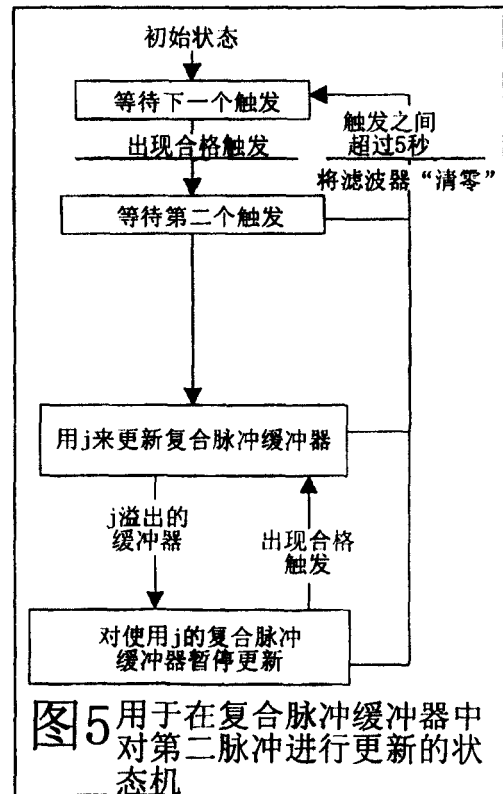 初始状态
等待下一个触发
出现合格触发
触发之间
超过5秒
将滤波器“清零”
等待第二个触发
用j来更新复合脉冲缓冲器
j溢出的
缓冲器
出现合格
触发
对使用j的复合脉冲
缓冲器暂停更新
图5 用于在复合脉冲缓冲器中
对第二脉冲进行更新的状
态机